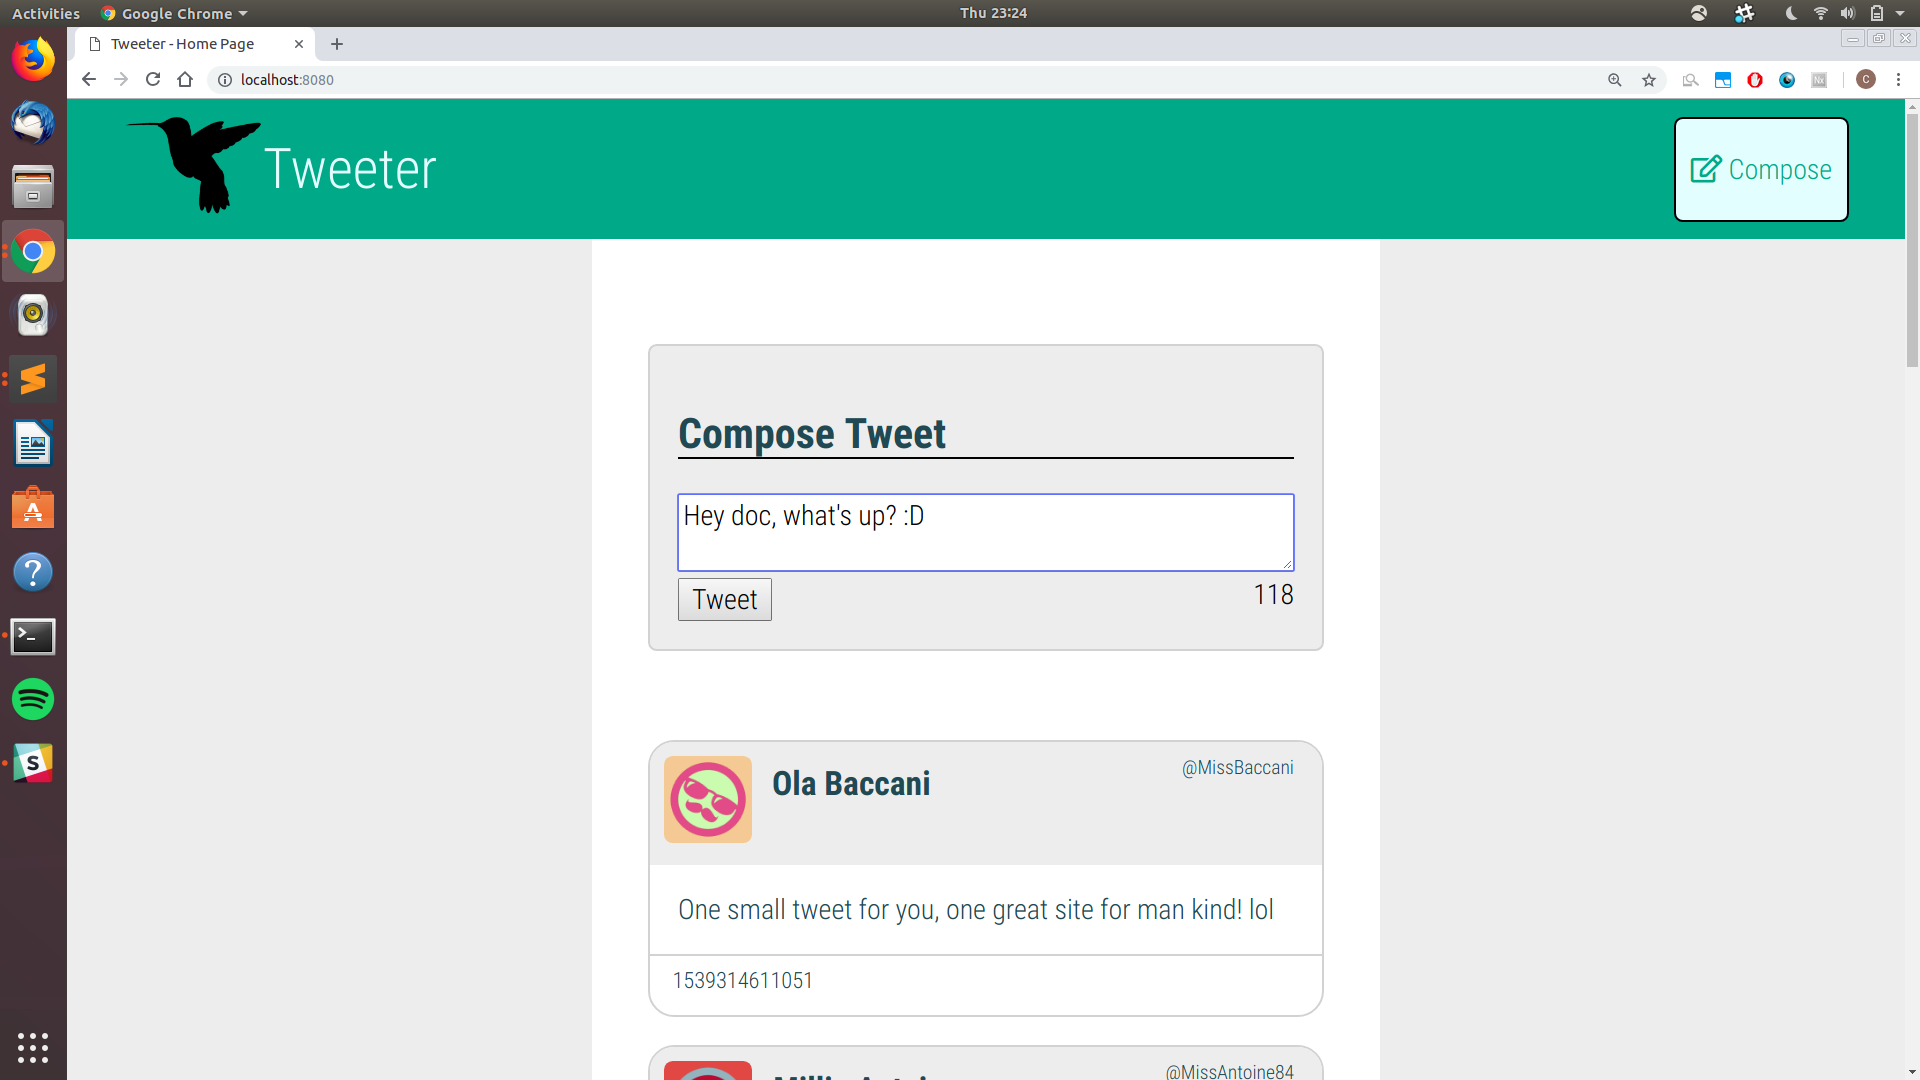 Activities
Google Chrome
Thu 23:24
Tweeter - Home Page
localhost:8080
Nx
C
Tweeter
Compose
Compose Tweet
Hey doc, what's up? :D
Tweet
118
Ola Baccani
@MissBaccani
One small tweet for you, one great site for man kind! lol
1539314611051
@MissAntoine84